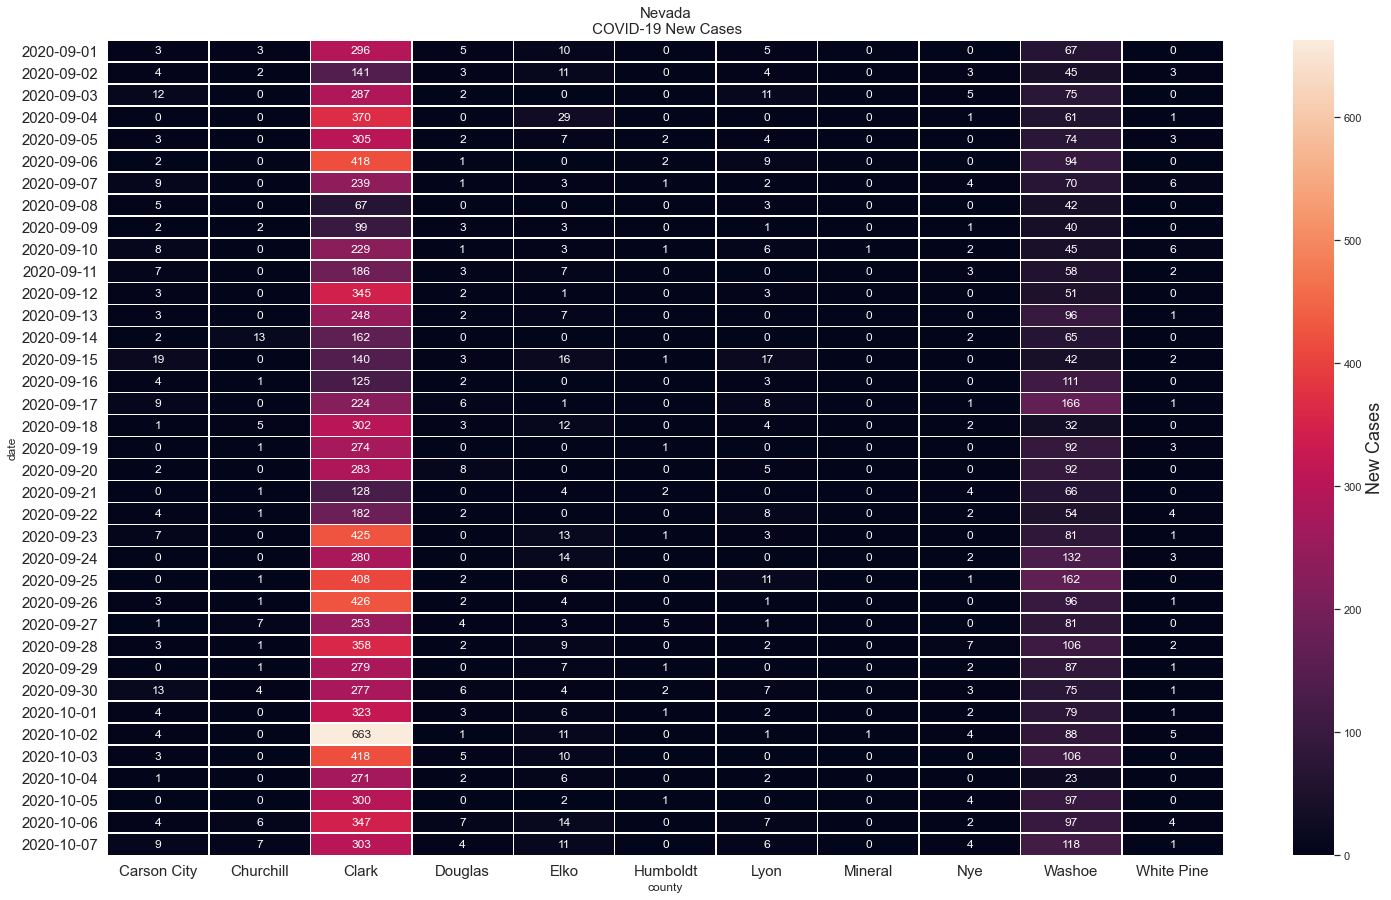 Nevada
COVID-19 New Cases
2020-09-01 3 3 296 5 10 0 5 0 0 67 0
2020-09-02 4 2 141 3 11 0 4 0 3 45 3
2020-09-03 12 0 287 2 0 0 11 0 5 75 0
2020-09-04 0 0 370 0 29 0 0 0 1 61 1
2020-09-05 3 0 305 2 7 2 4 0 0 74 3
2020-09-06 2 0 418 1 0 2 9 0 0 94 0
2020-09-07 9 0 239 1 3 1 2 0 4 70 6
2020-09-08 5 0 67 0 0 0 3 0 0 42 0
2020-09-09 2 2 99 3 3 0 1 0 1 40 0
2020-09-10 8 0 229 1 3 1 6 1 2 45 6
2020-09-11 7 0 186 3 7 0 0 0 3 58 2
2020-09-12 3 0 345 2 1 0 3 0 0 51 0
2020-09-13 3 0 248 2 7 0 0 0 0 96 1
2020-09-14 2 13 162 0 0 0 0 0 2 65 0
2020-09-15 19 0 140 3 16 1 17 0 0 42 2
2020-09-16 4 1 125 2 0 0 3 0 0 111 0
2020-09-17 9 0 224 6 1 0 8 0 1 166 1
2020-09-18 1 5 302 3 12 0 4 0 2 32 0
2020-09-19 0 1 274 0 0 1 0 0 0 92 3
2020-09-20 2 0 283 8 0 0 5 0 0 92 0
2020-09-21 0 1 128 0 4 2 0 0 4 66 0
2020-09-22 4 1 182 2 0 0 8 0 2 54 4
2020-09-23 7 0 425 0 13 1 3 0 0 81 1
2020-09-24 0 0 280 0 14 0 0 0 2 132 3
2020-09-25 0 1 408 2 6 0 11 0 1 162 0
2020-09-26 3 1 426 2 4 0 1 0 0 96 1
2020-09-27 1 7 253 4 3 5 1 0 0 81 0
2020-09-28 3 1 358 2 9 0 2 0 7 106 2
2020-09-29 0 1 279 0 7 1 0 0 2 87 1
2020-09-30 13 4 277 6 4 2 7 0 3 75 1
2020-10-01 4 0 323 3 6 1 2 0 2 79 1
2020-10-02 4 0 663 1 11 0 1 1 4 88 5
2020-10-03 3 0 418 5 10 0 0 0 0 106 0
2020-10-04 1 0 271 2 6 0 2 0 0 23 0
2020-10-05 0 0 300 0 2 1 0 0 4 97 0
2020-10-06 4 6 347 7 14 0 7 0 2 97 4
2020-10-07 9 7 303 4 11 0 6 0 4 118 1
Carson City Churchill Clark Douglas Elko Humboldt Lyon Mineral Nye Washoe White Pine
county
date
600
500
400
300
200
100
0
New Cases